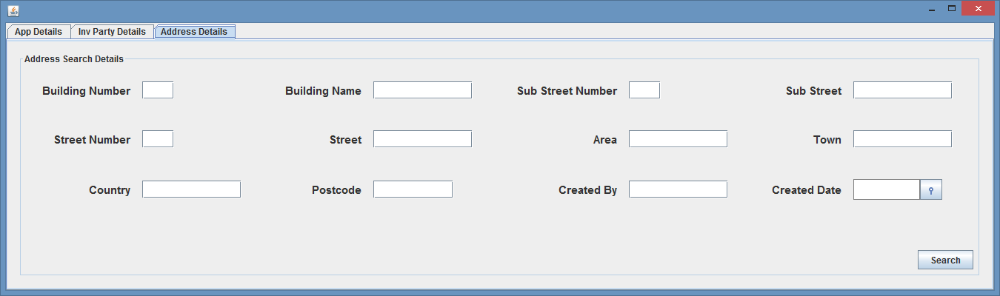 App Details Inv Party Details Address Details
Address Search Details
Building Number Building Name Sub Street Number Sub Street
Street Number Street Area Town
Country Postcode Created By Created Date
Search